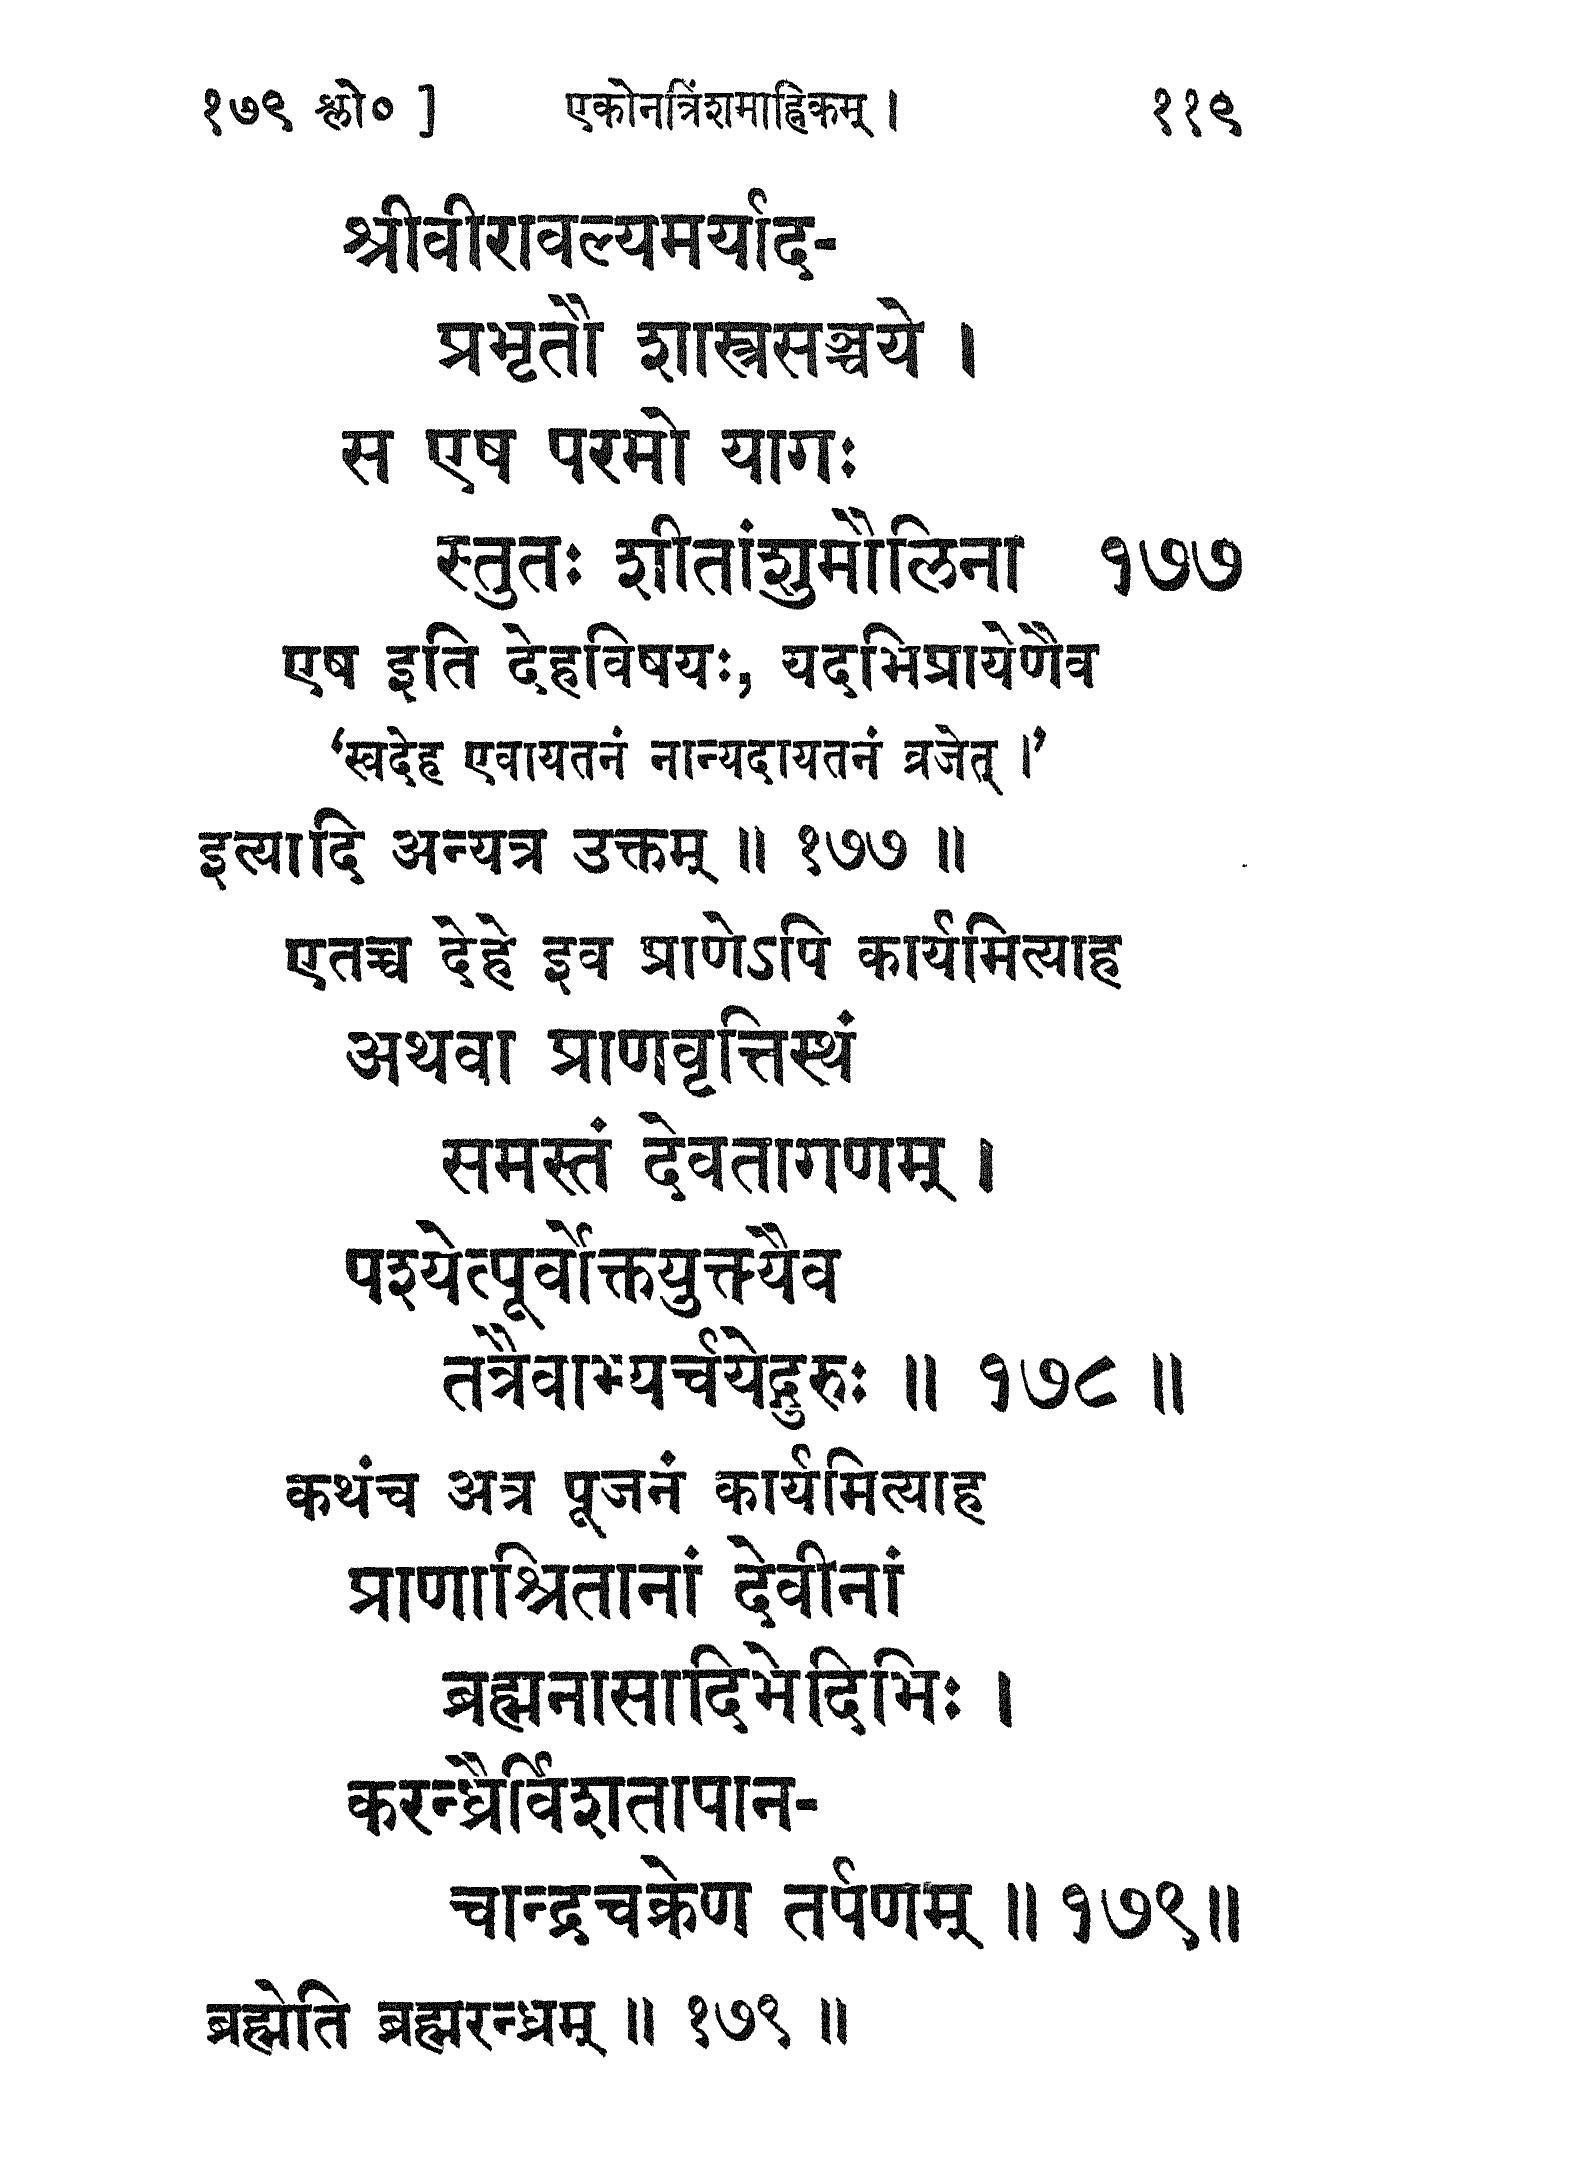 १७९ श्लो० ]	एकोनत्रिंशमाह्निकम् ।	११९
श्रीवीरावल्यमर्याद-
प्रभृतौ शास्त्रसञ्चये ।
स एष परमो यागः
स्तुतः शीतांशुमौलिना १७७
एष इति देहविषयः, यदभिप्रायेणैव
‘स्वदेह एवायतनं नान्यदायतनं व्रजेत् ।’
इत्यादि अन्यत्र उक्तम् ॥ १७७ ॥
एतच्च देहे इव प्राणेऽपि कार्यमित्याह
अथवा प्राणवृत्तिस्थं
समस्तं देवतागणम् ।
पश्येत्पूर्वोक्तयुक्त्यैव
तत्रैवाभ्यर्चयेद्गुरुः ॥ १७८ ॥
कथंच अत्र पूजनं कार्यमित्याह
प्राणाश्रितानां देवीनां
ब्रह्मनासादिभेदिभिः ।
करन्ध्रैर्विशतापान-
चान्द्रचक्रेण तर्पणम् ॥ १७९॥
ब्रह्मेति ब्रह्मरन्ध्रम् ॥ १७९ ॥